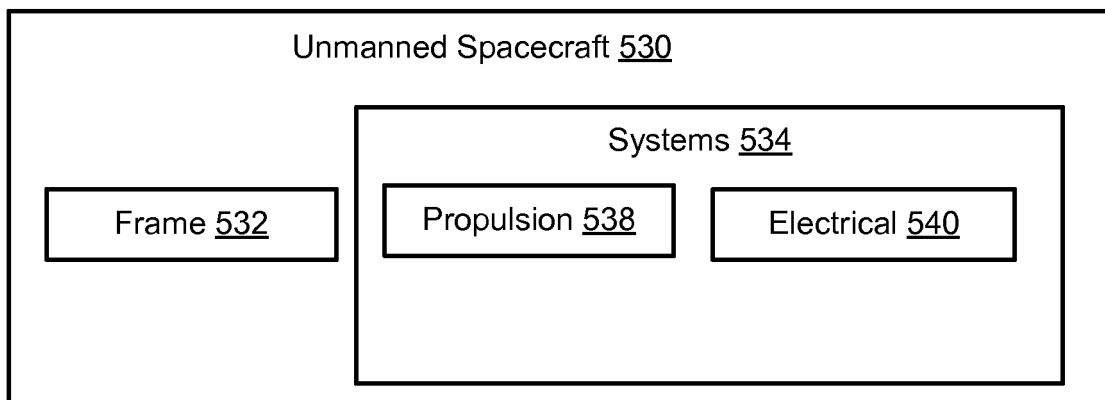 Unmanned Spacecraft 530
Systems 534
Frame 532
Propulsion 538
Electrical 540